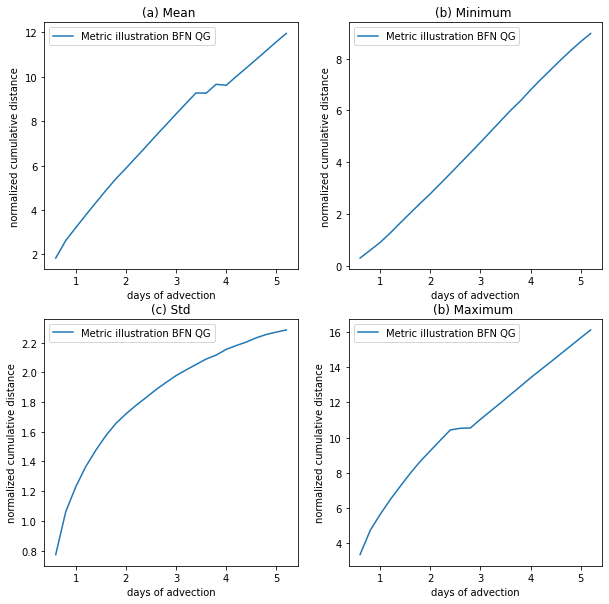 (a) Mean
Metric illustration BFN QG
normalized cumulative distance
12
10
8
6
4
2
1 2 3 4 5
days of advection
(b) Minimum
Metric illustration BFN QG
normalized cumulative distance
8
6
4
2
0
1 2 3 4 5
days of advection
(c) Std
Metric illustration BFN QG
normalized cumulative distance
2.2
2.0
1.8
1.6
1.4
1.2
1.0
0.8
1 2 3 4 5
days of advection
(b) Maximum
Metric illustration BFN QG
normalized cumulative distance
16
14
12
10
8
6
4
1 2 3 4 5
days of advection